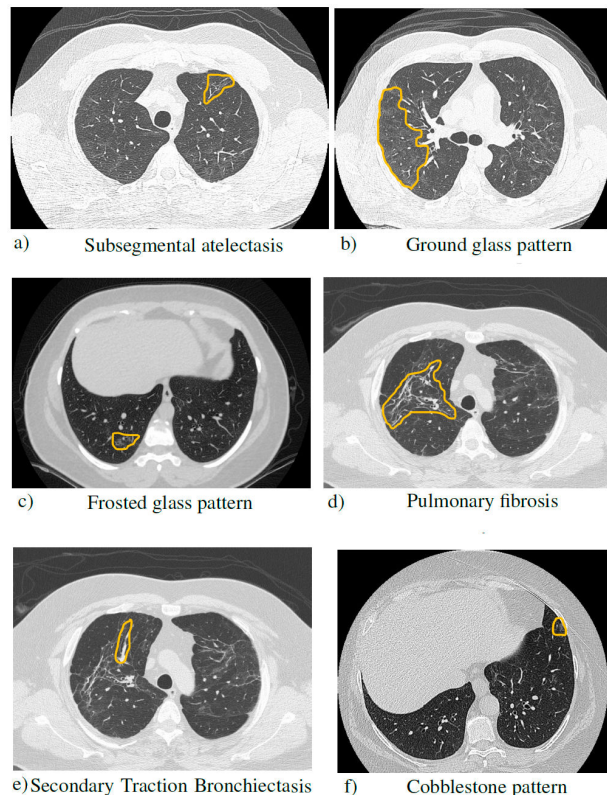 a) Subsegmental atelectasis
b) Ground glass pattern
c) Frosted glass pattern
d) Pulmonary fibrosis
e) Secondary Traction Bronchiectasis
f) Cobblestone pattern